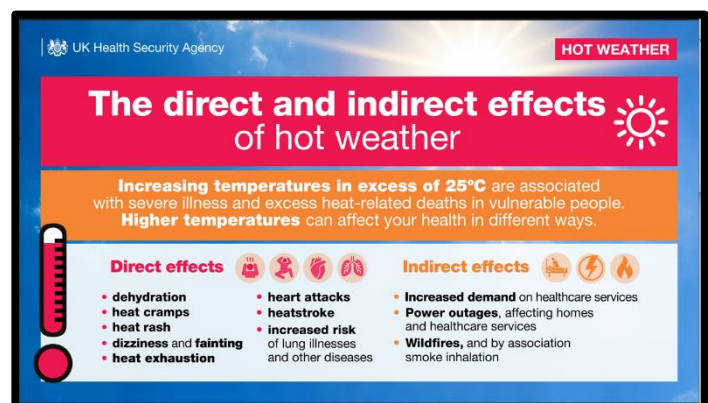 UK Health Security Agency
HOT WEATHER
The direct and indirect effects
of hot weather
Increasing temperatures in excess of 25ºC are associated
with severe illness and excess heat-related deaths in vulnerable people.
Higher temperatures can affect your health in different ways.
Direct effects
• dehydration
• heat cramps
• heat rash
• dizziness and fainting
• heat exhaustion
• heart attacks
• heatstroke
• increased risk
of lung illnesses
and other diseases
Indirect effects
• Increased demand on healthcare services
• Power outages, affecting homes
and healthcare services
• Wildfires, and by association
smoke inhalation